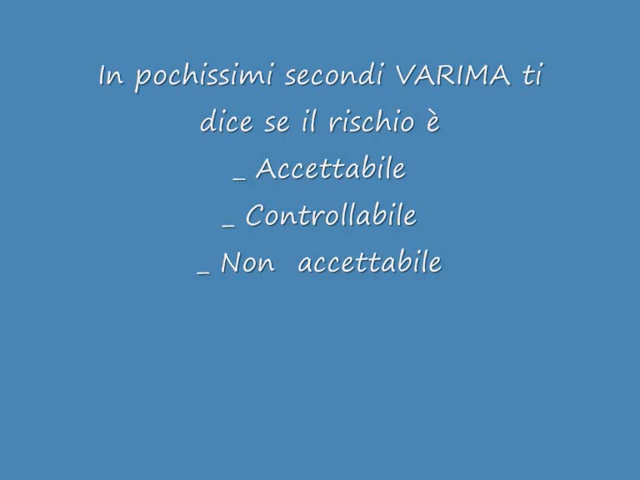 In pochissimi secondi VARIMA ti
dice se il rischio è
_ Accettabile
_ Controllabile
_ Non accettabile